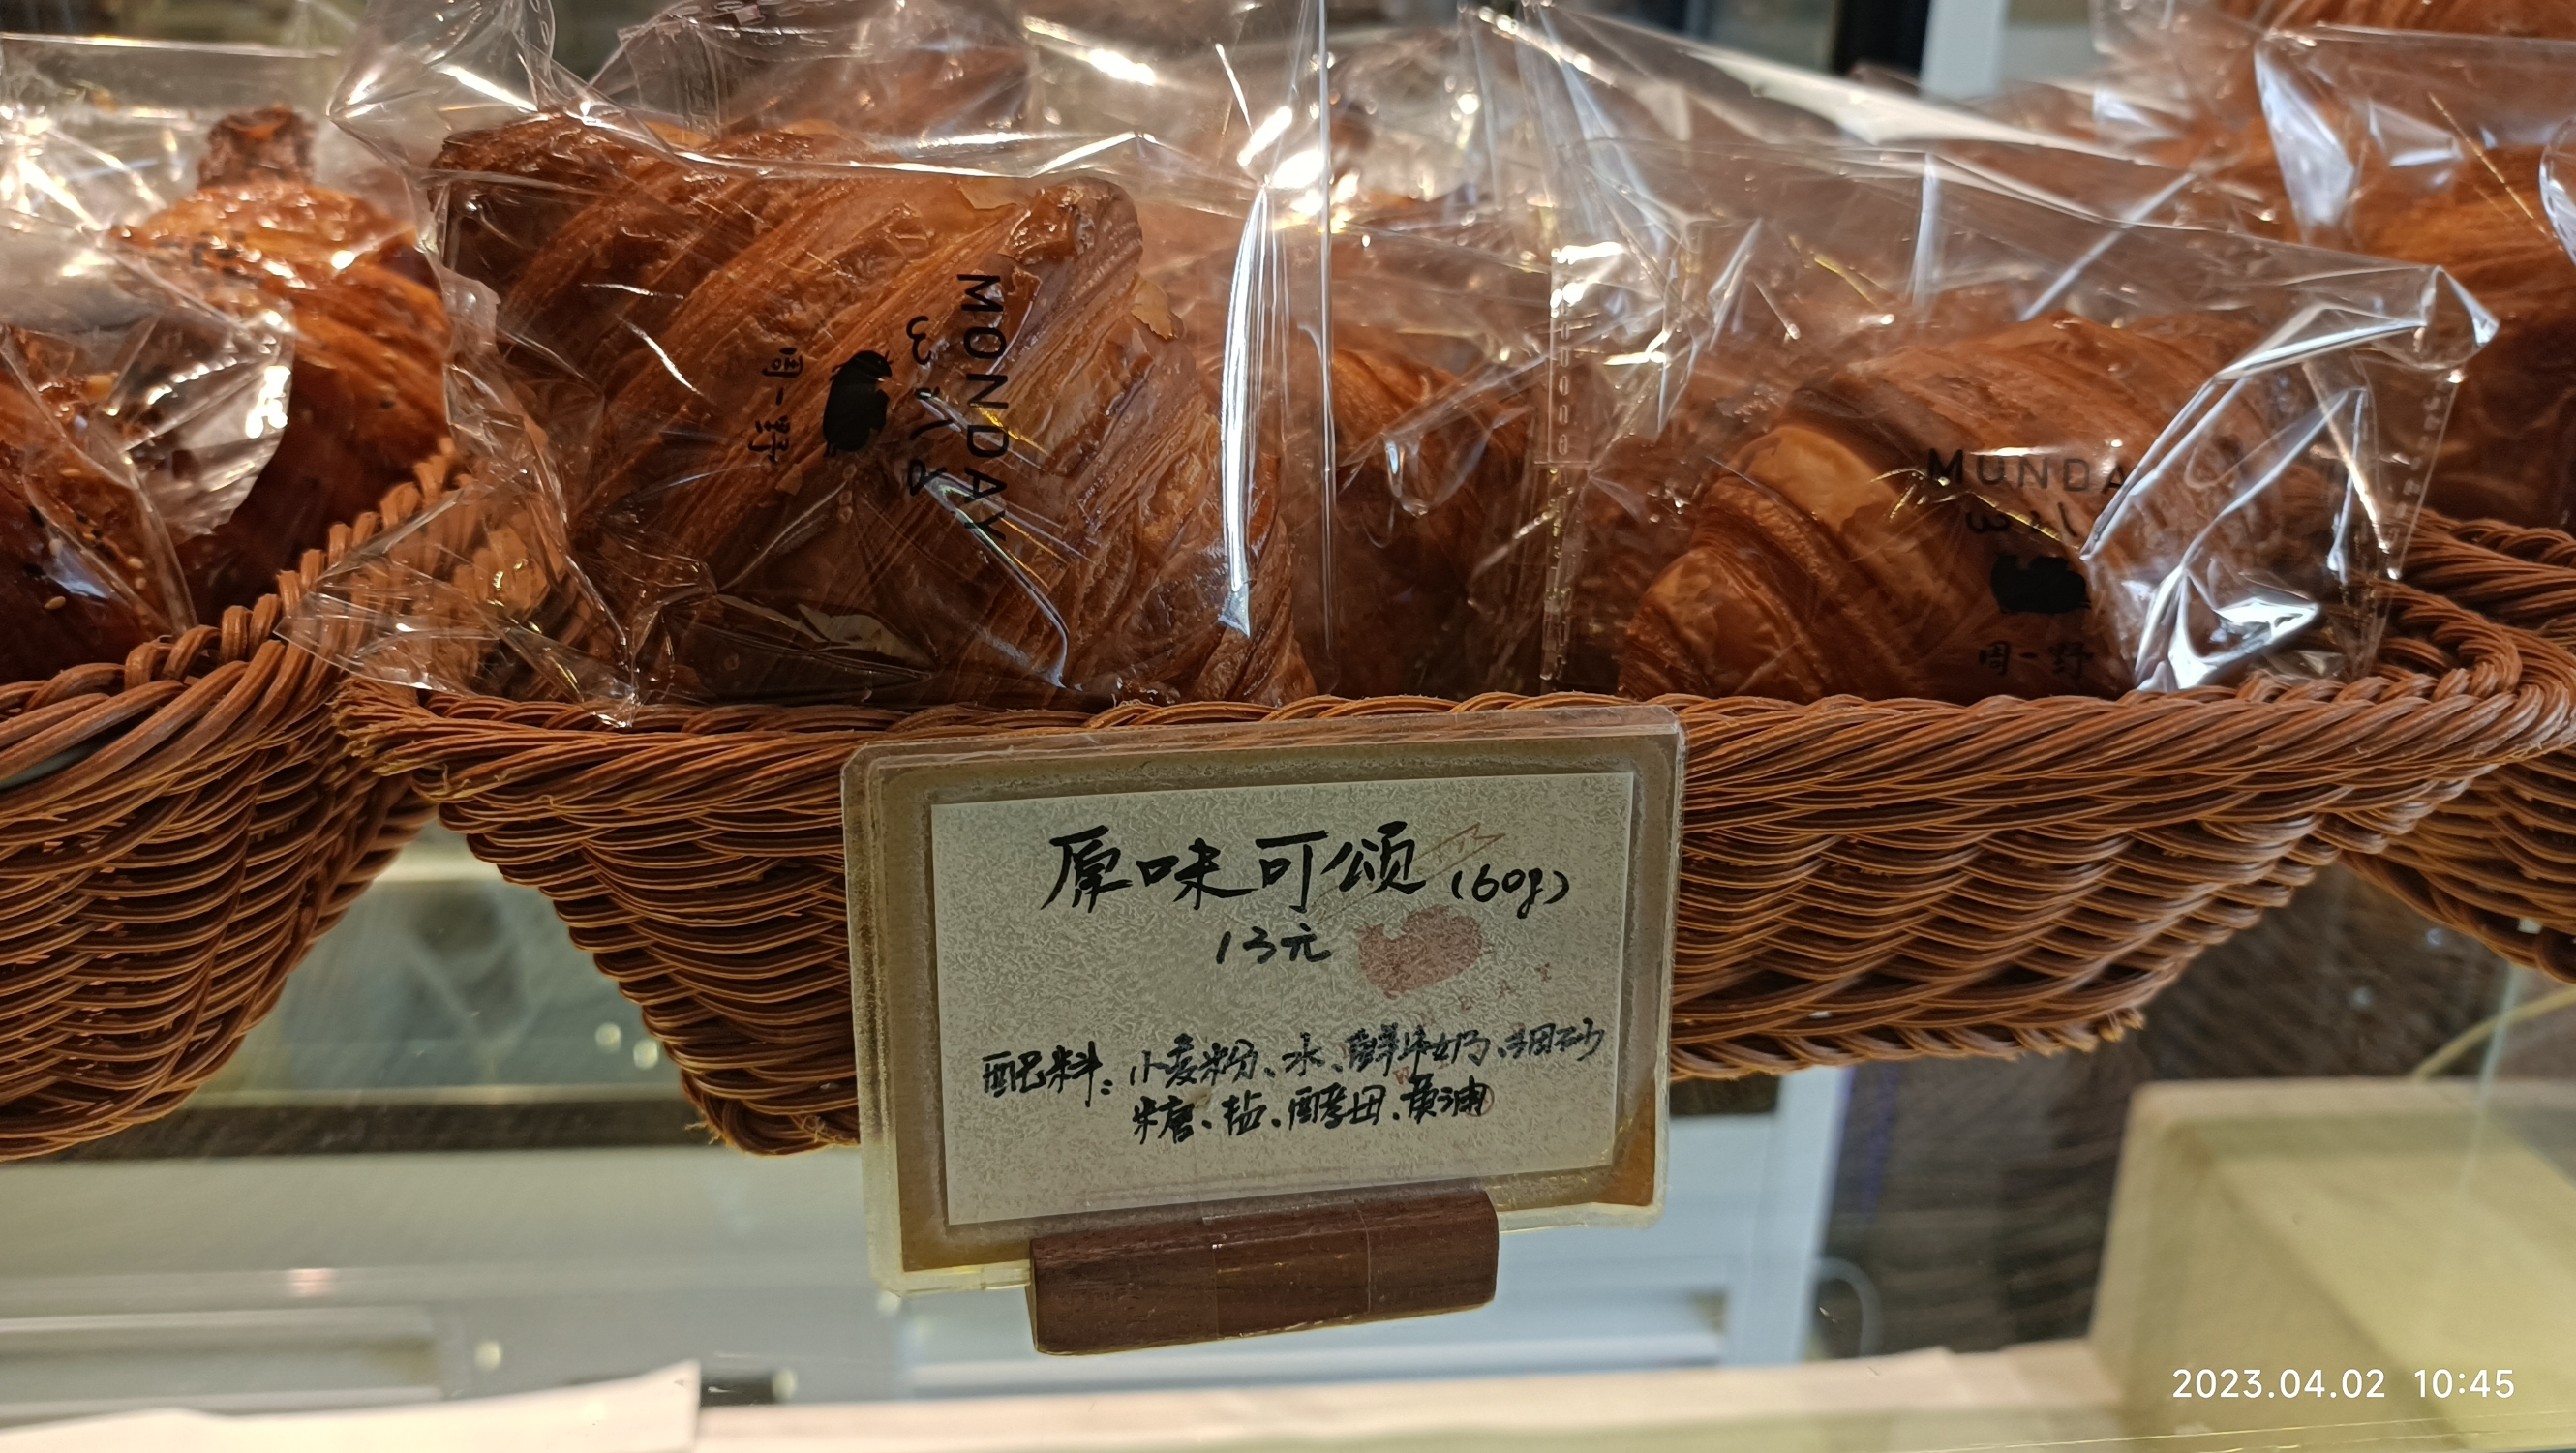 MONDAY
周一野
MUNDA
周一野
原味可颂 (60g)
13元
配料：小麦粉、水、鲜牛奶、细砂
糖、盐、酵母、黄油
2023.04.02 10:45